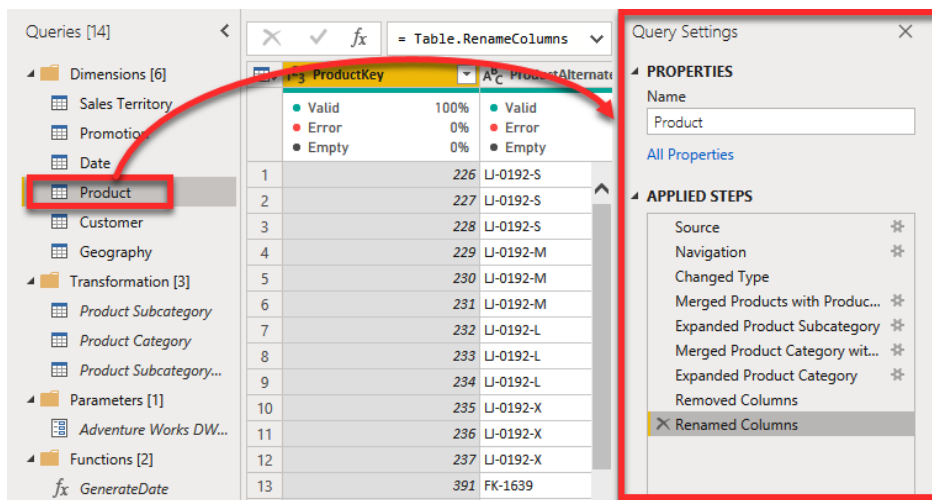 Queries [14]
Dimensions [6]
Sales Territory
Promotion
Date
Product
Customer
Geography
Transformation [3]
Product Subcategory
Product Category
Product Subcategory...
Parameters [1]
Adventure Works DW...
Functions [2]
fx GenerateDate
fx = Table.RenameColumns
ProductKey ABC ProductAlternate
Valid 100% Valid
Error 0% Error
Empty 0% Empty
1 226 LJ-0192-S
2 227 LJ-0192-S
3 228 LJ-0192-S
4 229 LJ-0192-M
5 230 LJ-0192-M
6 231 LJ-0192-M
7 232 LJ-0192-L
8 233 LJ-0192-L
9 234 LJ-0192-L
10 235 LJ-0192-X
11 236 LJ-0192-X
12 237 LJ-0192-X
13 391 FK-1639
Query Settings
PROPERTIES
Name
Product
All Properties
APPLIED STEPS
Source
Navigation
Changed Type
Merged Products with Produc...
Expanded Product Subcategory
Merged Product Category wit...
Expanded Product Category
Removed Columns
Renamed Columns